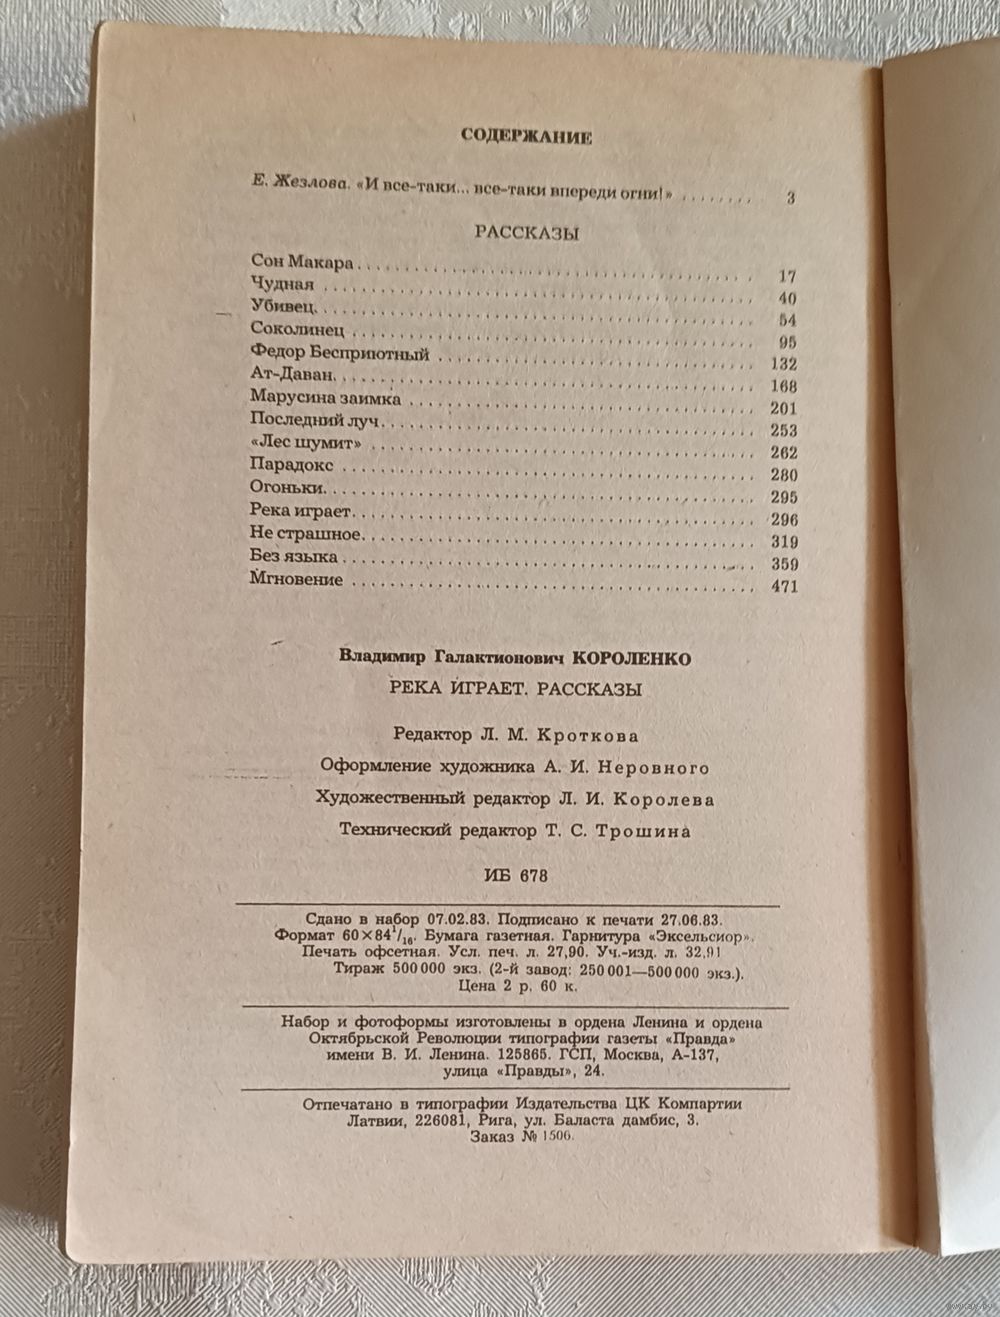 СОДЕРЖАНИЕ
Е. Жезлова. «И все-таки... все-таки впереди огни!» ........ 3
РАССКАЗЫ
Сон Макара ........ 17
Чудная ........ 40
Убивец ........ 54
Соколинец ........ 95
Федор Бесприютный ........ 132
Ат-Даван ........ 168
Марусина заимка ........ 201
Последний луч ........ 253
«Лес шумит» ........ 262
Парадокс ........ 280
Огоньки ........ 295
Река играет ........ 296
Не страшное ........ 319
Без языка ........ 359
Мгновение ........ 471
Владимир Галактионович КОРОЛЕНКО
РЕКА ИГРАЕТ. РАССКАЗЫ
Редактор Л. М. Кроткова
Оформление художника А. И. Неровного
Художественный редактор Л. И. Королева
Технический редактор Т. С. Трошина
ИБ 678
Сдано в набор 07.02.83. Подписано к печати 27.06.83.
Формат 60×84¹/₁₆. Бумага газетная. Гарнитура «Эксельсиор».
Печать офсетная. Усл. печ. л. 27,90. Уч.-изд. л. 32,91
Тираж 500 000 экз. (2-й завод: 250 001—500 000 экз.).
Цена 2 р. 60 к.
Набор и фотоформы изготовлены в ордена Ленина и ордена
Октябрьской Революции типографии газеты «Правда»
имени В. И. Ленина. 125865. ГСП, Москва, А-137,
улица «Правды», 24.
Отпечатано в типографии Издательства ЦК Компартии
Латвии, 226081, Рига, ул. Баласта дамбис, 3.
Заказ № 1506.